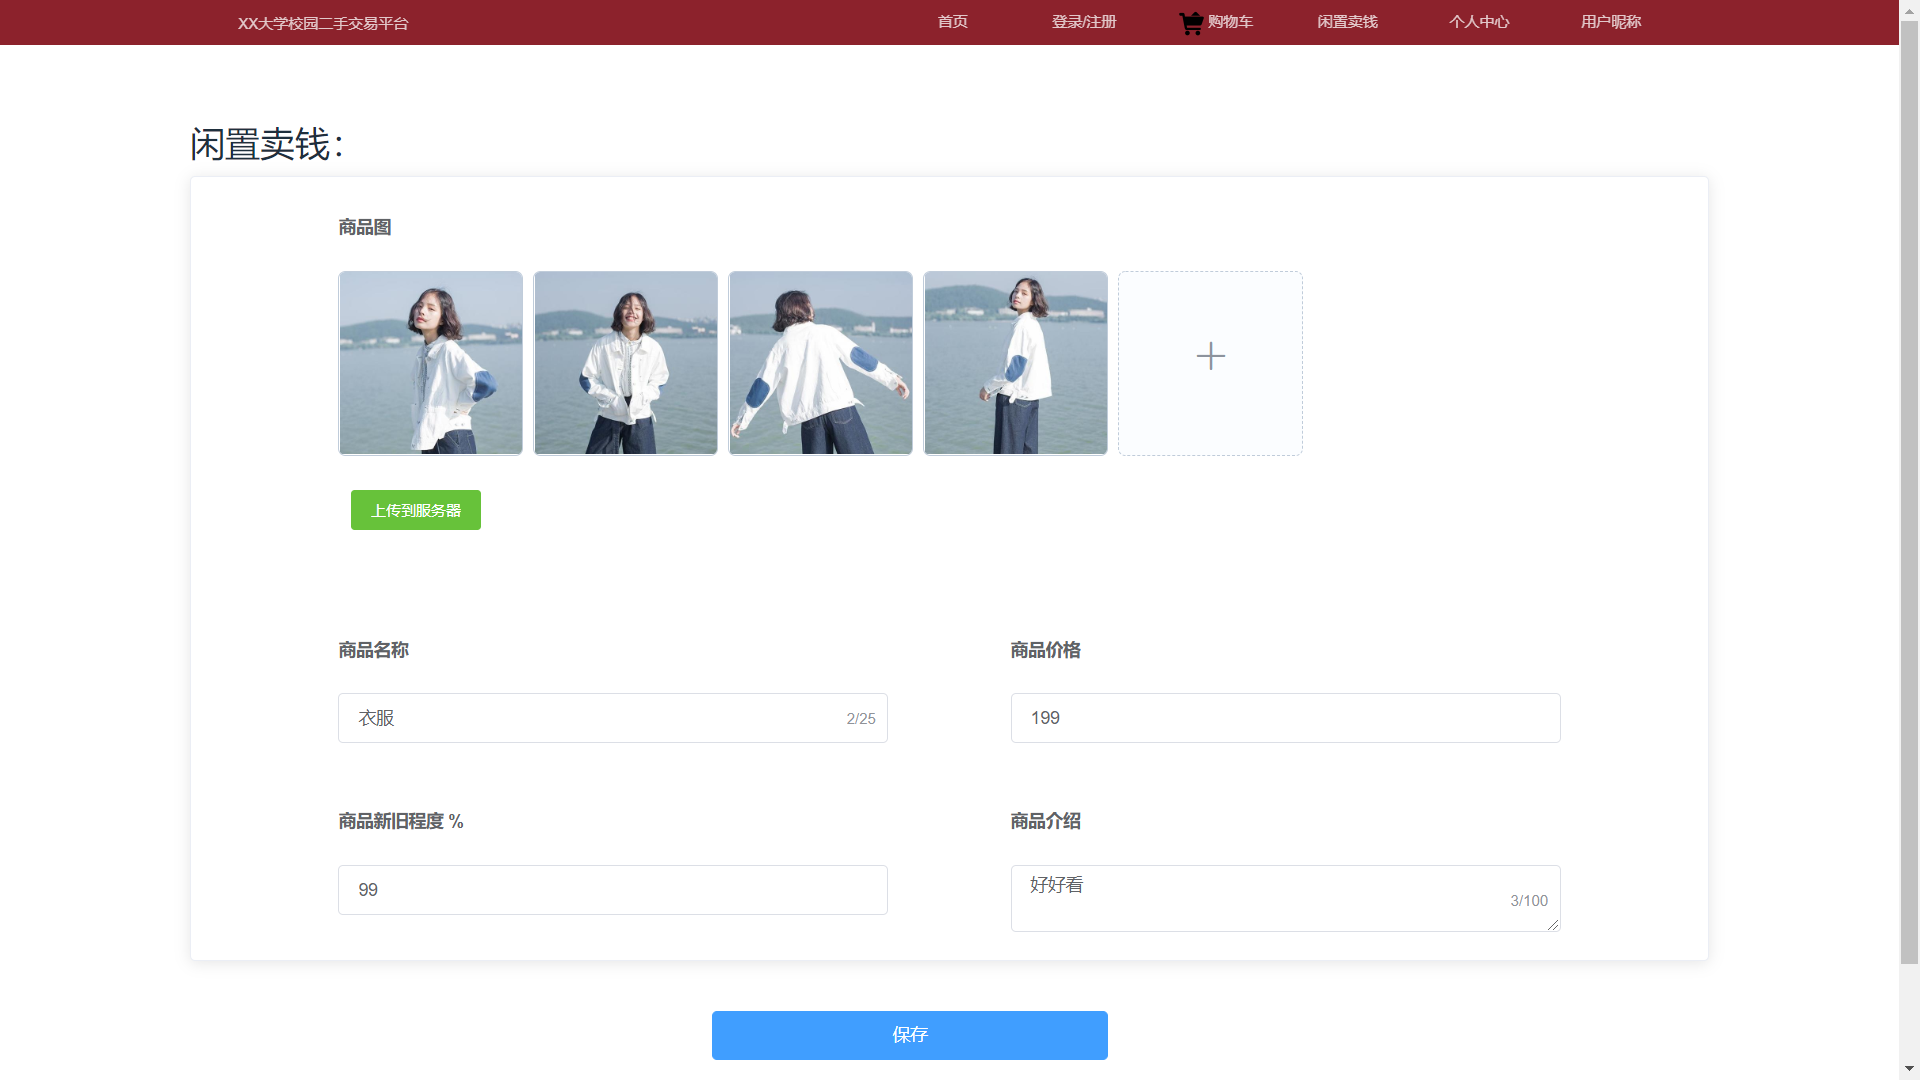 XX大学校园二手交易平台 首页 登录/注册 购物车 闲置卖钱 个人中心 用户昵称
闲置卖钱：
商品图
上传到服务器
商品名称 商品价格
衣服 2/25 199
商品新旧程度 % 商品介绍
99 好好看 3/100
保存